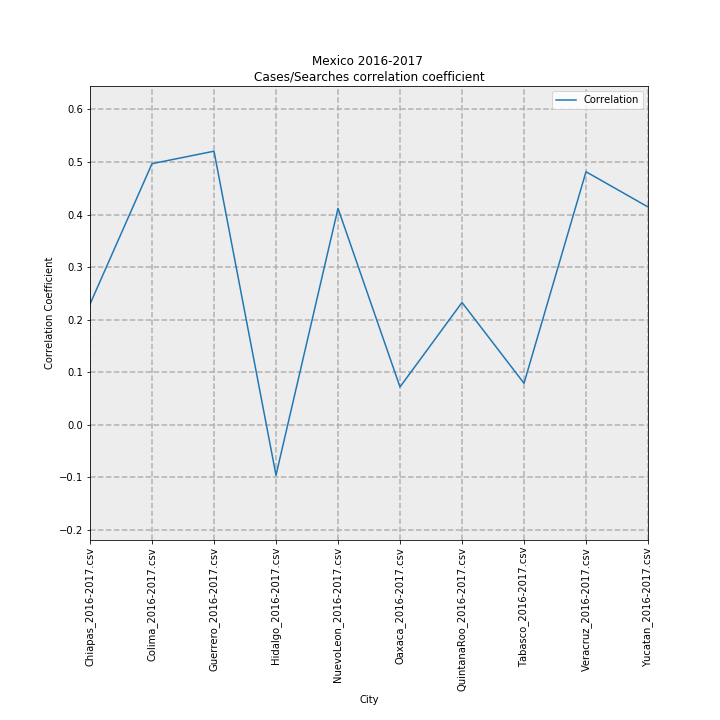 Mexico 2016-2017
Cases/Searches correlation coefficient
Correlation
Correlation Coefficient
0.6
0.5
0.4
0.3
0.2
0.1
0.0
−0.1
−0.2
Chiapas_2016-2017.csv
Colima_2016-2017.csv
Guerrero_2016-2017.csv
Hidalgo_2016-2017.csv
NuevoLeon_2016-2017.csv
Oaxaca_2016-2017.csv
QuintanaRoo_2016-2017.csv
Tabasco_2016-2017.csv
Veracruz_2016-2017.csv
Yucatan_2016-2017.csv
City